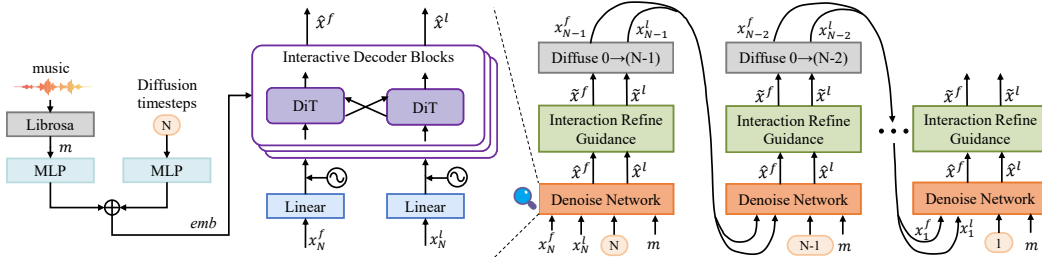 music
Librosa
m
MLP
Diffusion
timesteps
N
MLP
emb
x̂^f x̂^l
Interactive Decoder Blocks
DiT DiT
Linear Linear
x_N^f x_N^l
x_{N-1}^f x_{N-1}^l
Diffuse 0→(N-1)
x̃^f x̃^l
Interaction Refine
Guidance
x̂^f x̂^l
Denoise Network
x_N^f x_N^l N m
x_{N-2}^f x_{N-2}^l
Diffuse 0→(N-2)
x̃^f x̃^l
Interaction Refine
Guidance
x̂^f x̂^l
Denoise Network
N-1 m
...
x̃^f x̃^l
Interaction Refine
Guidance
x̂^f x̂^l
Denoise Network
x_1^f x_1^l 1 m